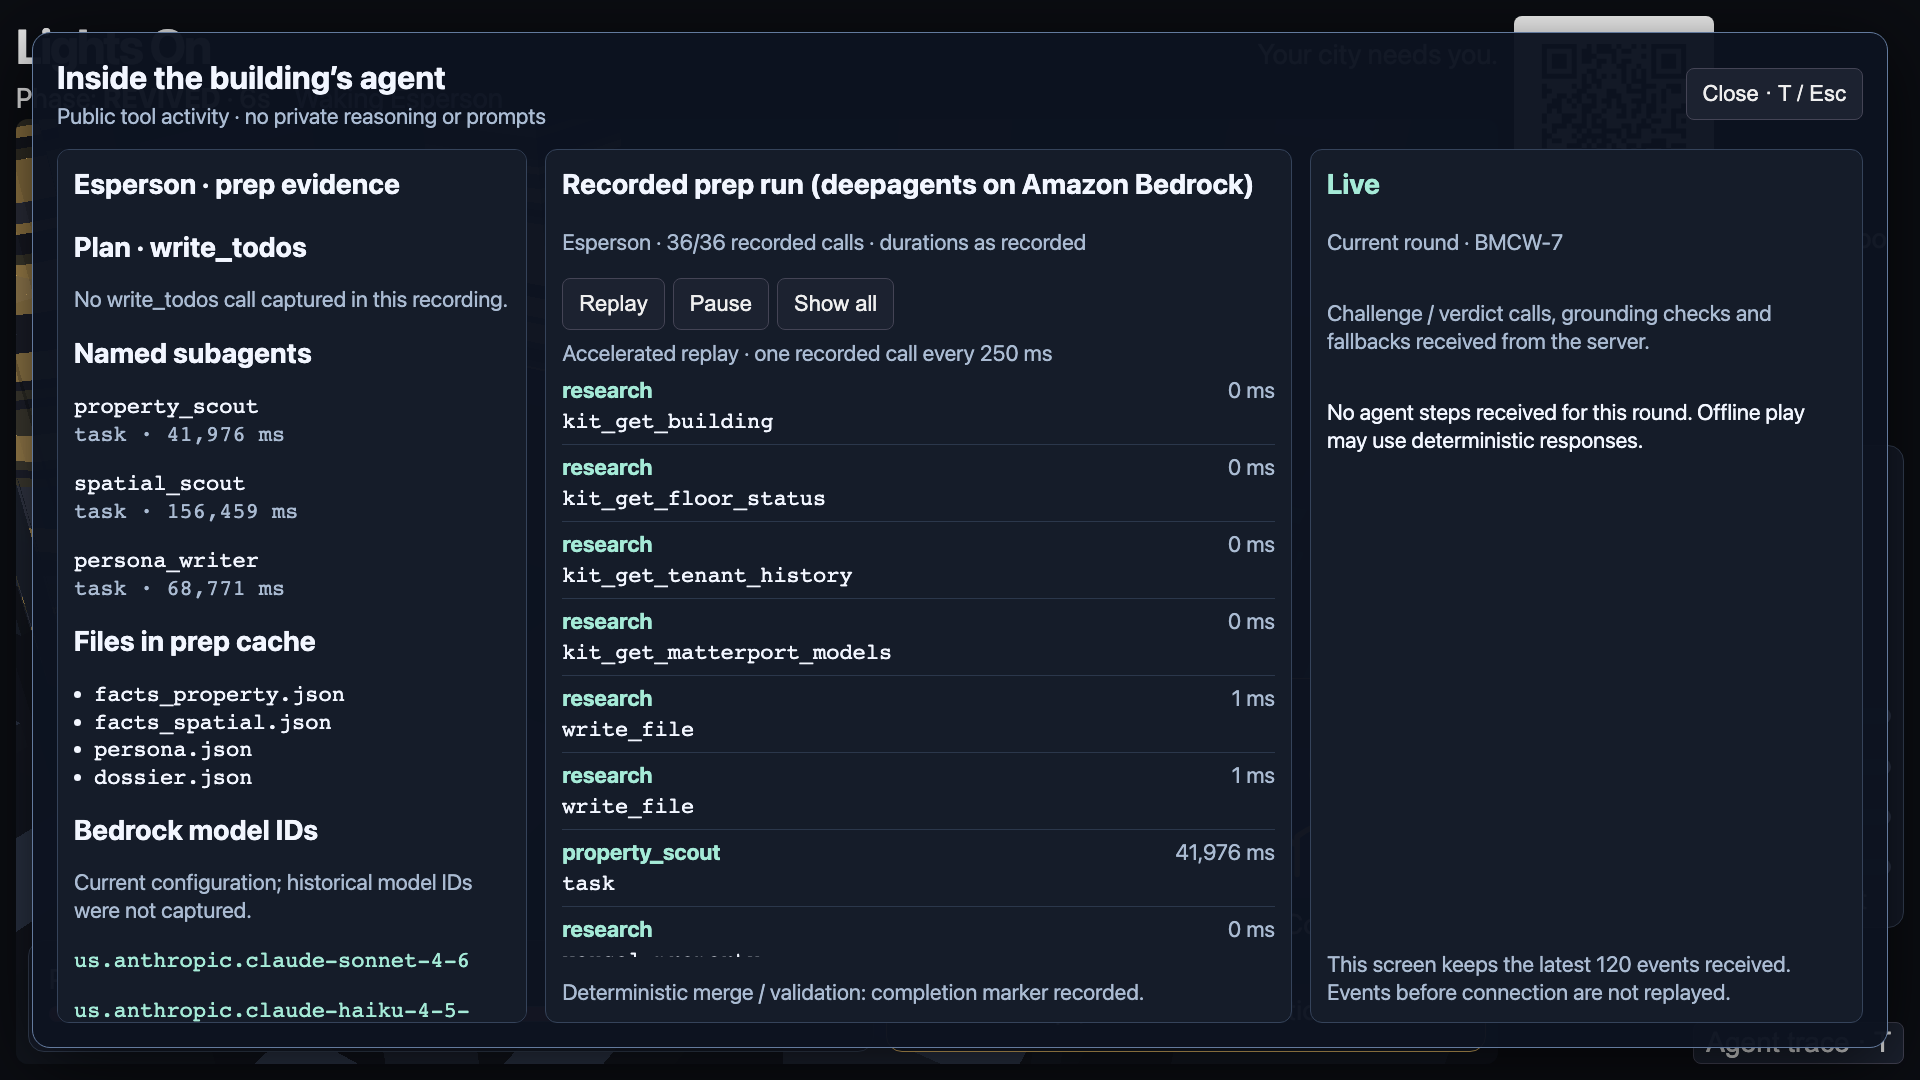 Lights On
Your city needs you.
Inside the building’s agent
Public tool activity · no private reasoning or prompts
Close · T / Esc
Esperson · prep evidence
Plan · write_todos
No write_todos call captured in this recording.
Named subagents
property_scout
task · 41,976 ms
spatial_scout
task · 156,459 ms
persona_writer
task · 68,771 ms
Files in prep cache
• facts_property.json
• facts_spatial.json
• persona.json
• dossier.json
Bedrock model IDs
Current configuration; historical model IDs
were not captured.
us.anthropic.claude-sonnet-4-6
us.anthropic.claude-haiku-4-5-
Recorded prep run (deepagents on Amazon Bedrock)
Esperson · 36/36 recorded calls · durations as recorded
Replay
Pause
Show all
Accelerated replay · one recorded call every 250 ms
research 0 ms
kit_get_building
research 0 ms
kit_get_floor_status
research 0 ms
kit_get_tenant_history
research 0 ms
kit_get_matterport_models
research 1 ms
write_file
research 1 ms
write_file
property_scout 41,976 ms
task
research 0 ms
Deterministic merge / validation: completion marker recorded.
Live
Current round · BMCW-7
Challenge / verdict calls, grounding checks and
fallbacks received from the server.
No agent steps received for this round. Offline play
may use deterministic responses.
This screen keeps the latest 120 events received.
Events before connection are not replayed.
Agent trace T